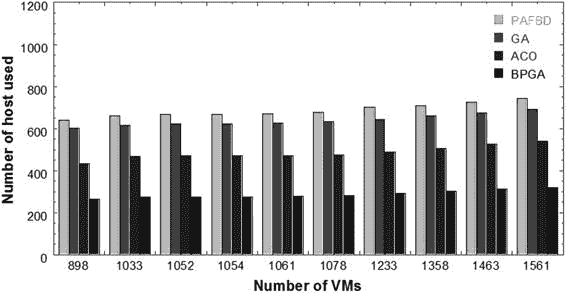 1200
1000
800
600
400
200
0
Number of host used
PAFBD
GA
ACO
BPGA
898 1033 1052 1054 1061 1078 1233 1358 1463 1561
Number of VMs